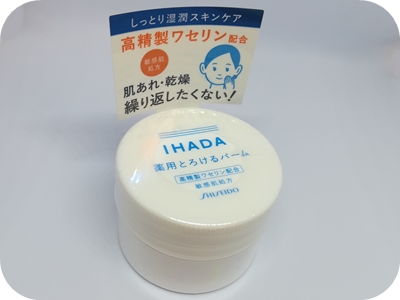 しっとり湿潤スキンケア
高精製ワセリン配合
敏感肌
処方
肌あれ・乾燥
繰り返したくない!
IHADA
薬用とろけるバーム
高精製ワセリン配合
敏感肌処方
SHISEIDO